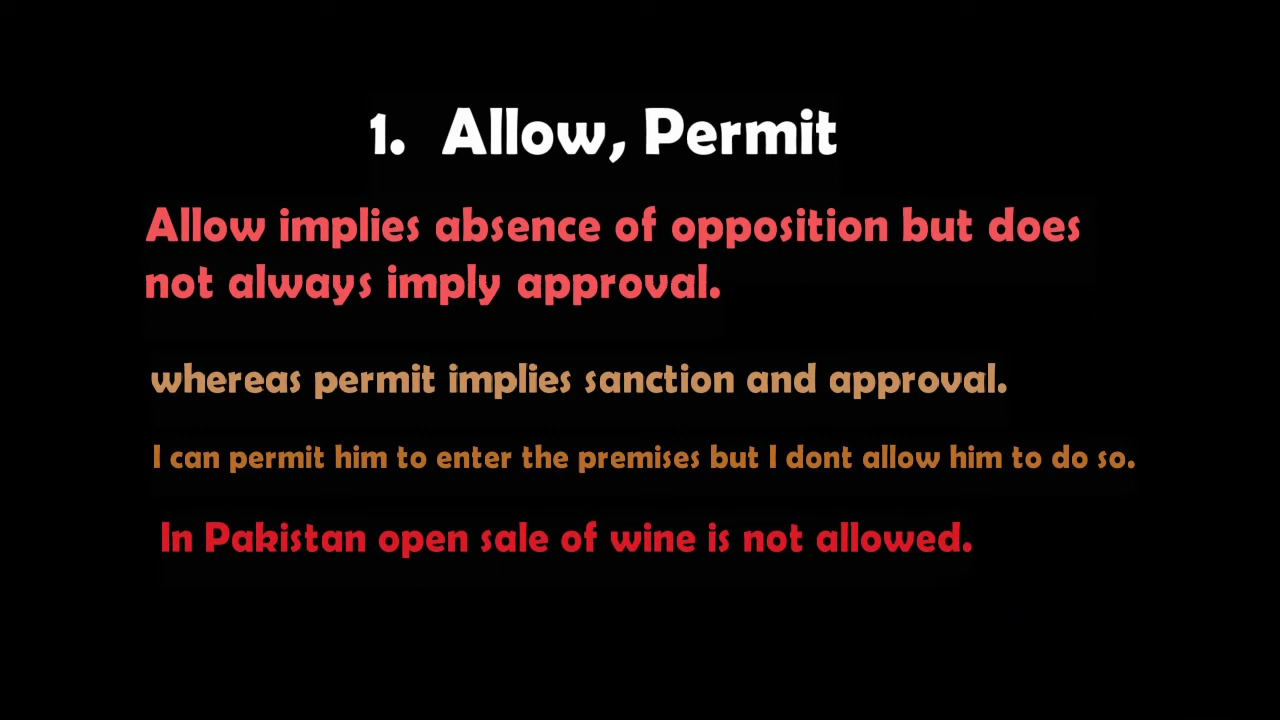 1. Allow, Permit
Allow implies absence of opposition but does
not always imply approval.
whereas permit implies sanction and approval.
I can permit him to enter the premises but I dont allow him to do so.
In Pakistan open sale of wine is not allowed.